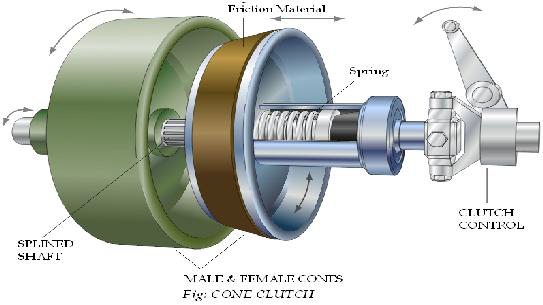 Friction Material
Spring
CLUTCH
CONTROL
SPLINED
SHAFT
MALE & FEMALE CONES
Fig: CONE CLUTCH